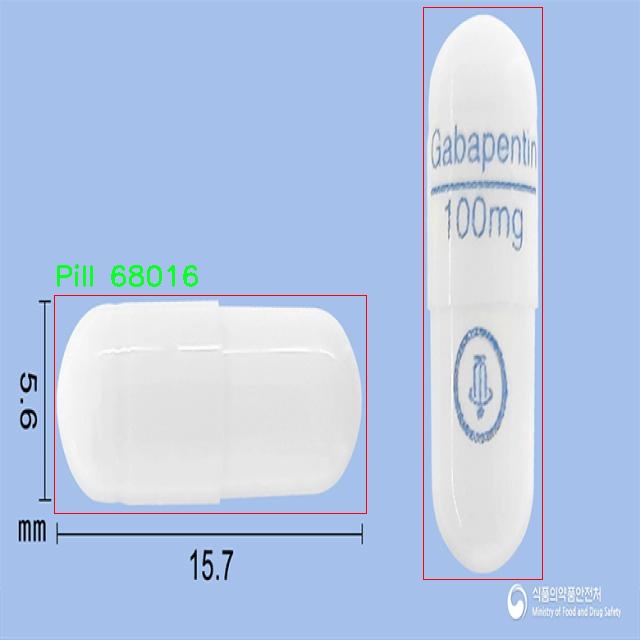 Gabapentin
100mg
Pill 68016
5.6
mm
15.7
식품의약품안전처
Ministry of Food and Drug Safety